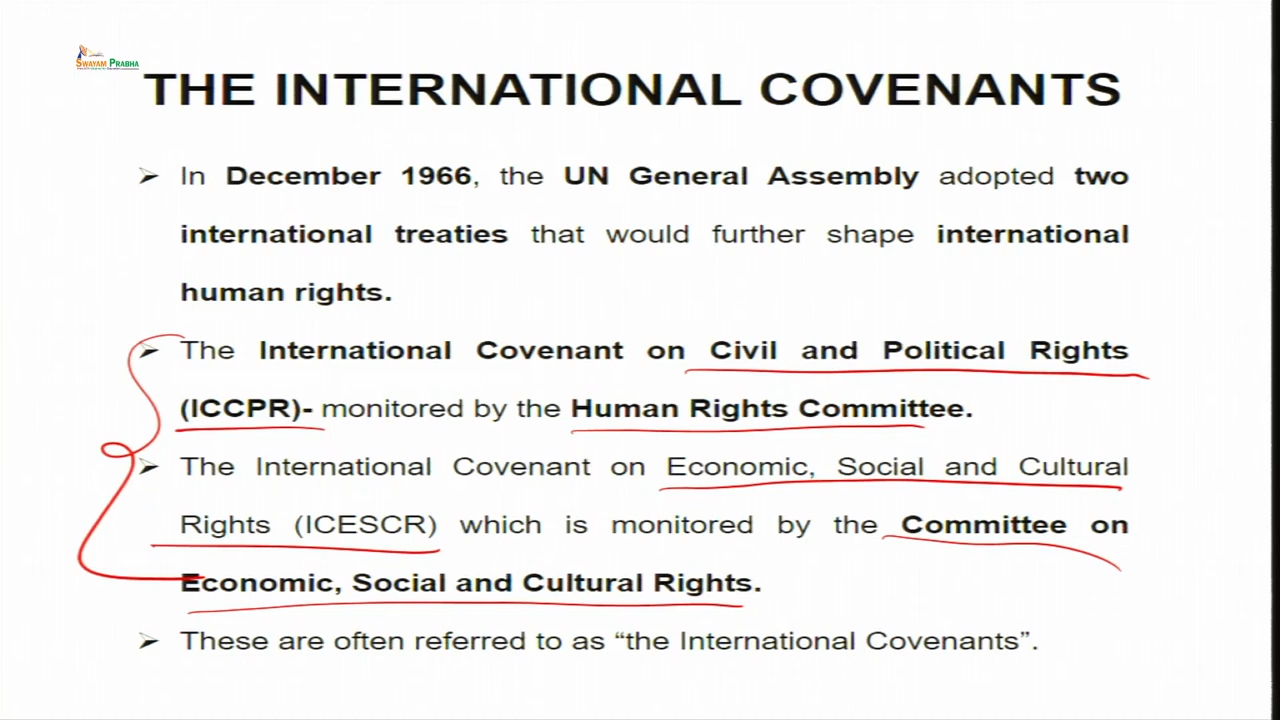 SWAYAM PRABHA
THE INTERNATIONAL COVENANTS
➢ In December 1966, the UN General Assembly adopted two
international treaties that would further shape international
human rights.
➢ The International Covenant on Civil and Political Rights
(ICCPR)- monitored by the Human Rights Committee.
➢ The International Covenant on Economic, Social and Cultural
Rights (ICESCR) which is monitored by the Committee on
Economic, Social and Cultural Rights.
➢ These are often referred to as “the International Covenants”.